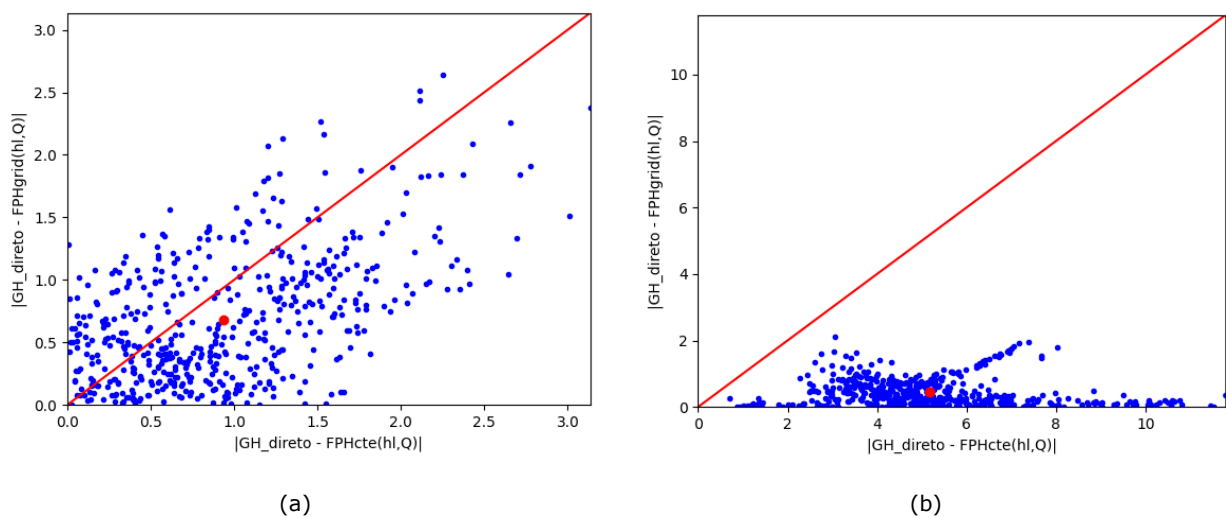 3.0
2.5
2.0
1.5
1.0
0.5
0.0
|GH_direto - FPHgrid(hl,Q)|
0.0 0.5 1.0 1.5 2.0 2.5 3.0
|GH_direto - FPHcte(hl,Q)|
(a)
10
8
6
4
2
0
|GH_direto - FPHgrid(hl,Q)|
0 2 4 6 8 10
|GH_direto - FPHcte(hl,Q)|
(b)